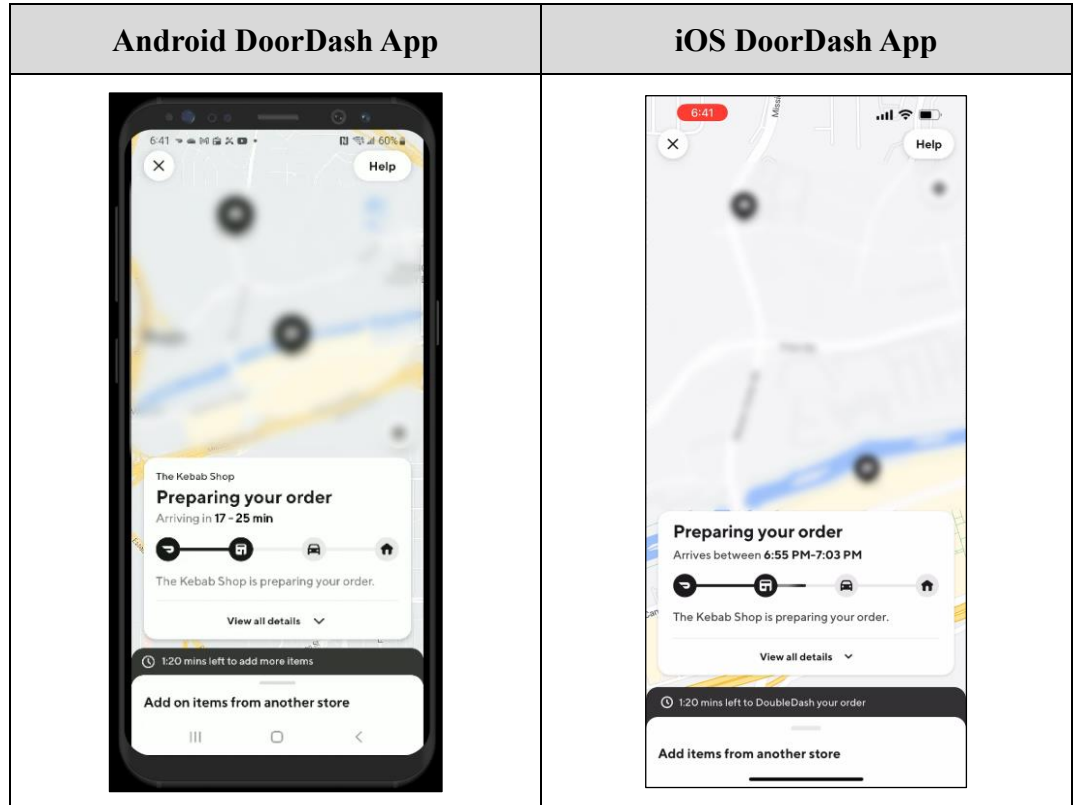 Android DoorDash App
iOS DoorDash App
6:41
60%
Help
The Kebab Shop
Preparing your order
Arriving in 17 - 25 min
The Kebab Shop is preparing your order.
View all details
1:20 mins left to add more items
Add on items from another store
6:41
Help
Preparing your order
Arrives between 6:55 PM-7:03 PM
The Kebab Shop is preparing your order.
View all details
1:20 mins left to DoubleDash your order
Add items from another store